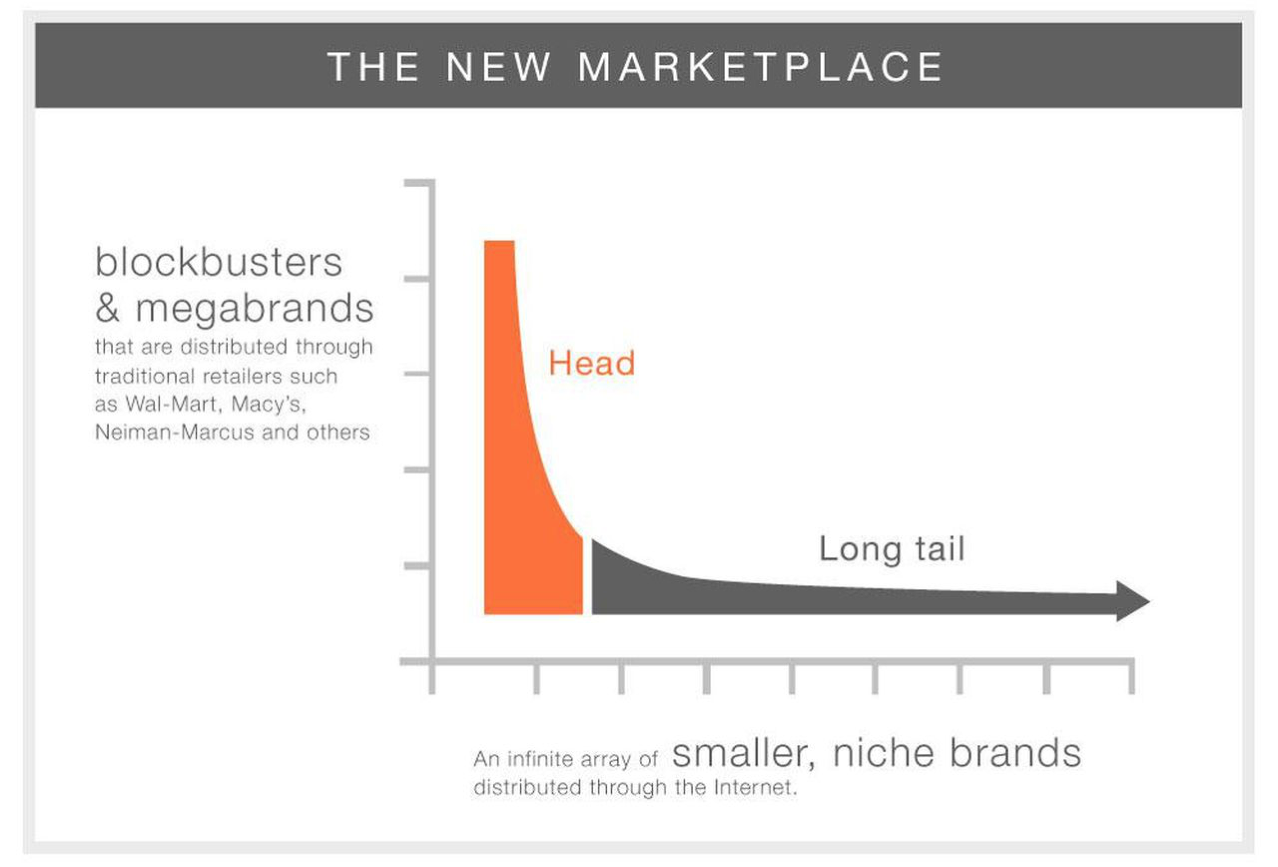 THE NEW MARKETPLACE
blockbusters
& megabrands
that are distributed through
traditional retailers such
as Wal-Mart, Macy's,
Neiman-Marcus and others
Head
Long tail
An infinite array of smaller, niche brands
distributed through the Internet.